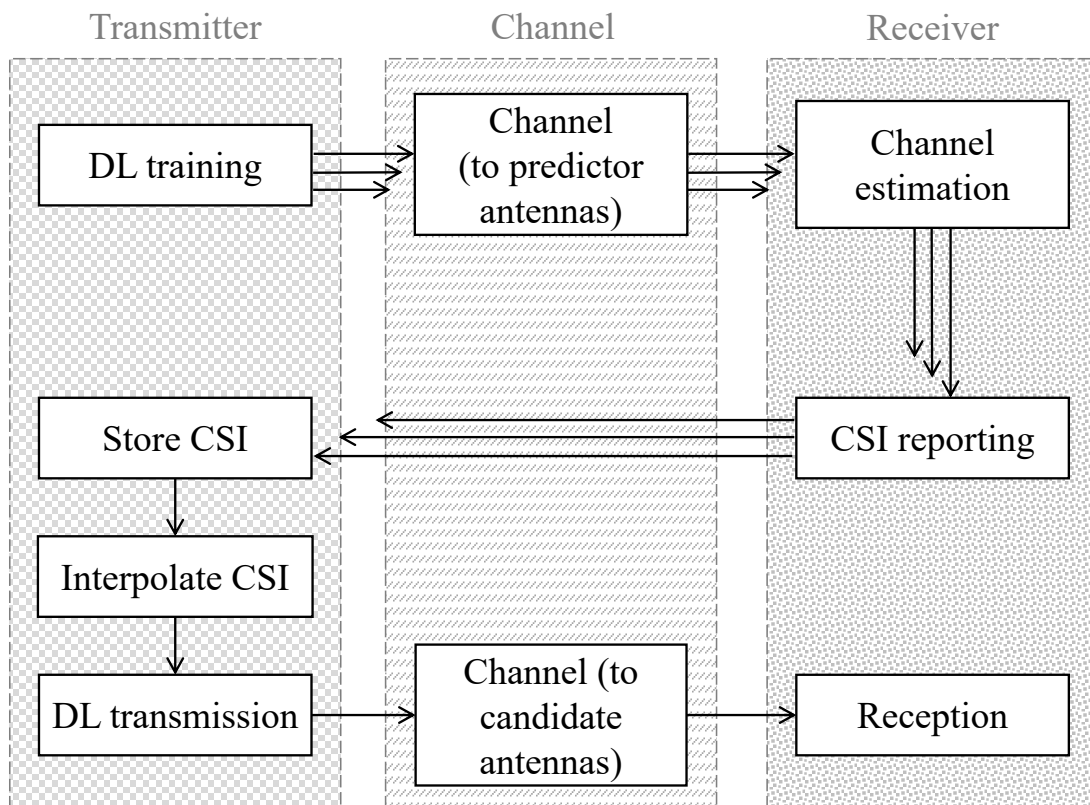 Transmitter
Channel
Receiver
DL training
Channel
(to predictor
antennas)
Channel
estimation
Store CSI
CSI reporting
Interpolate CSI
DL transmission
Channel (to
candidate
antennas)
Reception